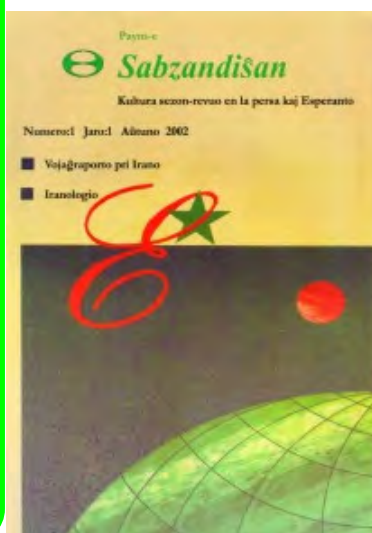 Paym-e
Sabzandiŝan
Kultura sezon-revuo en la persa kaj Esperanto
Numero:1 Jaro:1 Aŭtuno 2002
Vojaĝraporto pri Irano
Iranologio
E